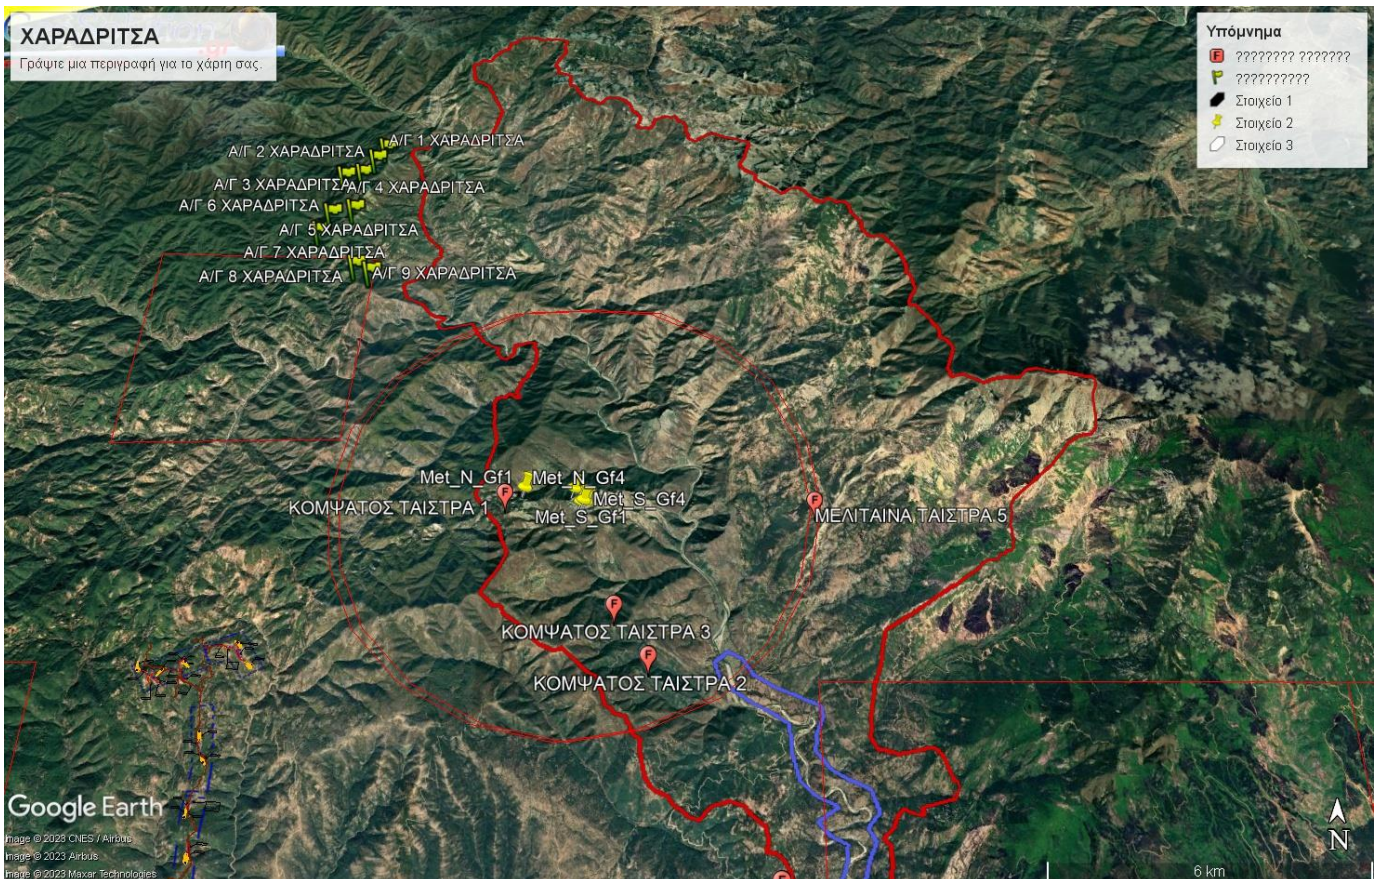 ΧΑΡΑΔΡΙΤΣΑ
Γράψτε μια περιγραφή για το χάρτη σας.
Υπόμνημα
F ???????? ???????
??????????
Στοιχείο 1
Στοιχείο 2
Στοιχείο 3
Α/Γ 1 ΧΑΡΑΔΡΙΤΣΑ
Α/Γ 2 ΧΑΡΑΔΡΙΤΣΑ
Α/Γ 3 ΧΑΡΑΔΡΙΤΣΑ
Α/Γ 4 ΧΑΡΑΔΡΙΤΣΑ
Α/Γ 6 ΧΑΡΑΔΡΙΤΣΑ
Α/Γ 5 ΧΑΡΑΔΡΙΤΣΑ
Α/Γ 7 ΧΑΡΑΔΡΙΤΣΑ
Α/Γ 8 ΧΑΡΑΔΡΙΤΣΑ
Α/Γ 9 ΧΑΡΑΔΡΙΤΣΑ
Met_N_Gf1
Met_N_Gf4
F
ΚΟΜΨΑΤΟΣ ΤΑΙΣΤΡΑ 1
Met_S_Gf4
Met_S_Gf1
F
ΜΕΛΙΤΑΙΝΑ ΤΑΙΣΤΡΑ 5
F
ΚΟΜΨΑΤΟΣ ΤΑΙΣΤΡΑ 3
F
ΚΟΜΨΑΤΟΣ ΤΑΙΣΤΡΑ 2
Google Earth
Image © 2023 CNES / Airbus
Image © 2023 Airbus
Image © 2023 Maxar Technologies
N
6 km